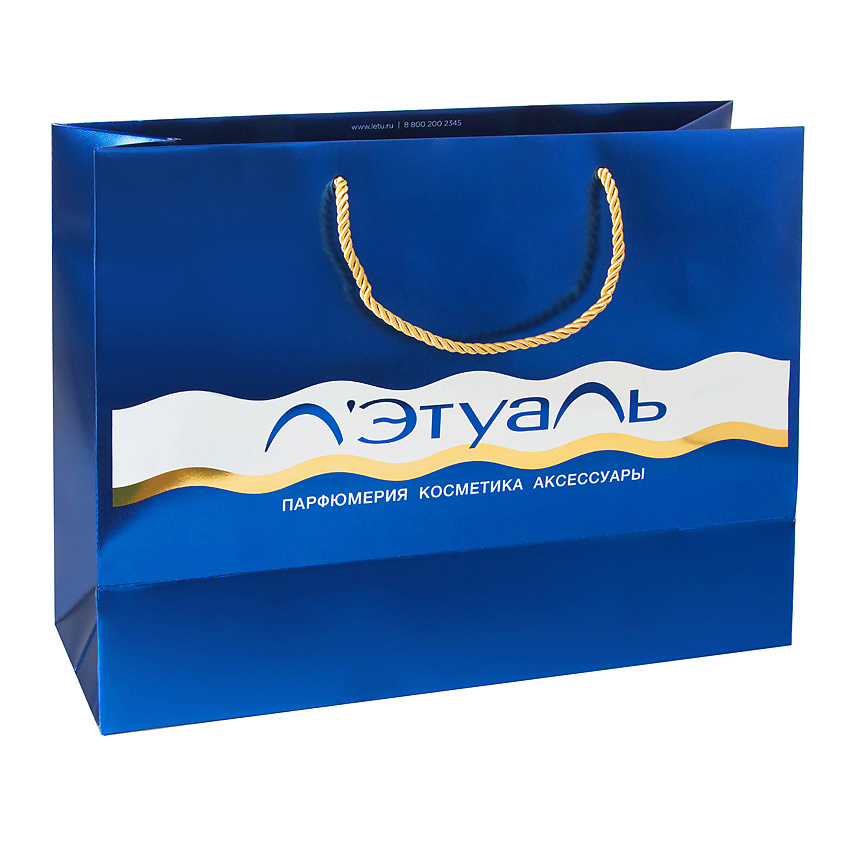 www.letu.ru | 8 800 200 2345
Л'Этуаль
ПАРФЮМЕРИЯ КОСМЕТИКА АКСЕССУАРЫ